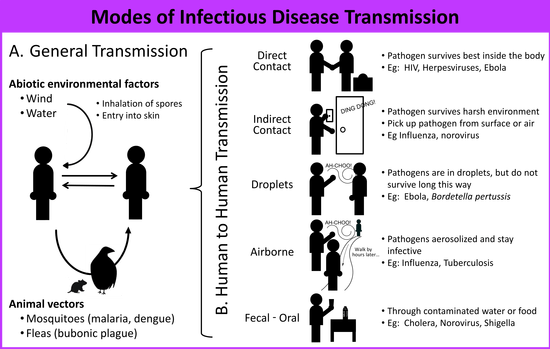 Modes of Infectious Disease Transmission
A. General Transmission
Abiotic environmental factors
• Wind
• Water
• Inhalation of spores
• Entry into skin
Animal vectors
• Mosquitoes (malaria, dengue)
• Fleas (bubonic plague)
B. Human to Human Transmission
Direct
Contact
• Pathogen survives best inside the body
• Eg: HIV, Herpesviruses, Ebola
Indirect
Contact
DING DONG!
• Pathogen survives harsh environment
• Pick up pathogen from surface or air
• Eg Influenza, norovirus
Droplets
AH-CHOO!
• Pathogens are in droplets, but do not
survive long this way
• Eg: Ebola, Bordetella pertussis
Airborne
AH-CHOO!
Walk by
hours later...
• Pathogens aerosolized and stay
infective
• Eg: Influenza, Tuberculosis
Fecal - Oral
• Through contaminated water or food
• Eg: Cholera, Norovirus, Shigella